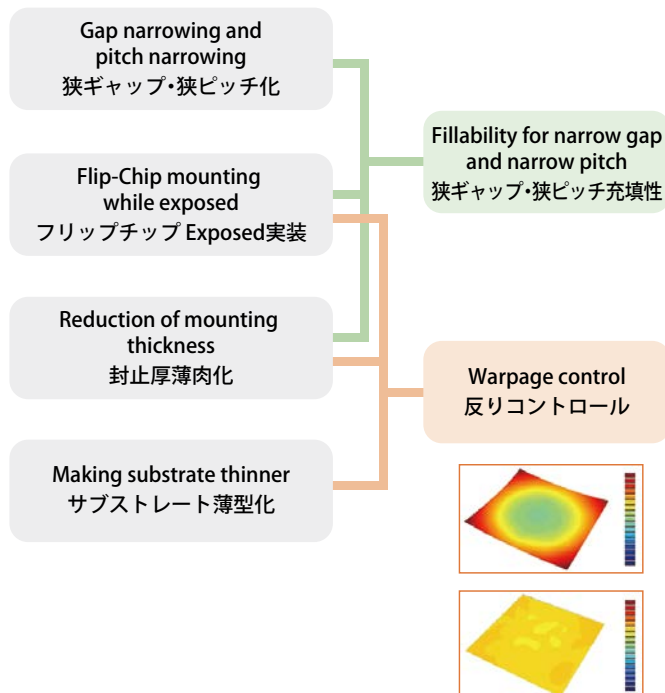 Gap narrowing and
pitch narrowing
狭ギャップ・狭ピッチ化
Flip-Chip mounting
while exposed
フリップチップ Exposed実装
Reduction of mounting
thickness
封止厚薄肉化
Making substrate thinner
サブストレート薄型化
Fillability for narrow gap
and narrow pitch
狭ギャップ・狭ピッチ充填性
Warpage control
反りコントロール